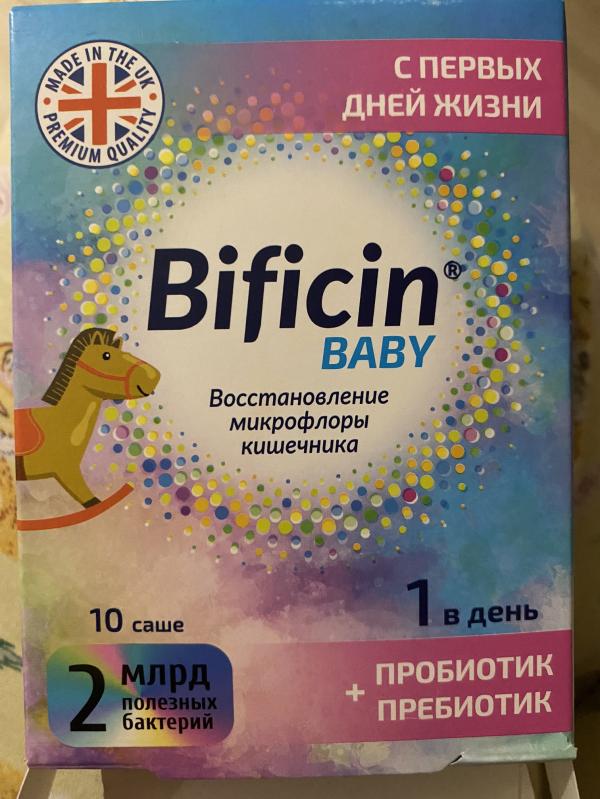 MADE IN THE UK
PREMIUM QUALITY
С ПЕРВЫХ
ДНЕЙ ЖИЗНИ
Bificin®
BABY
Восстановление
микрофлоры
кишечника
10 саше
1 в день
2 млрд
полезных
бактерий
+ ПРОБИОТИК
ПРЕБИОТИК